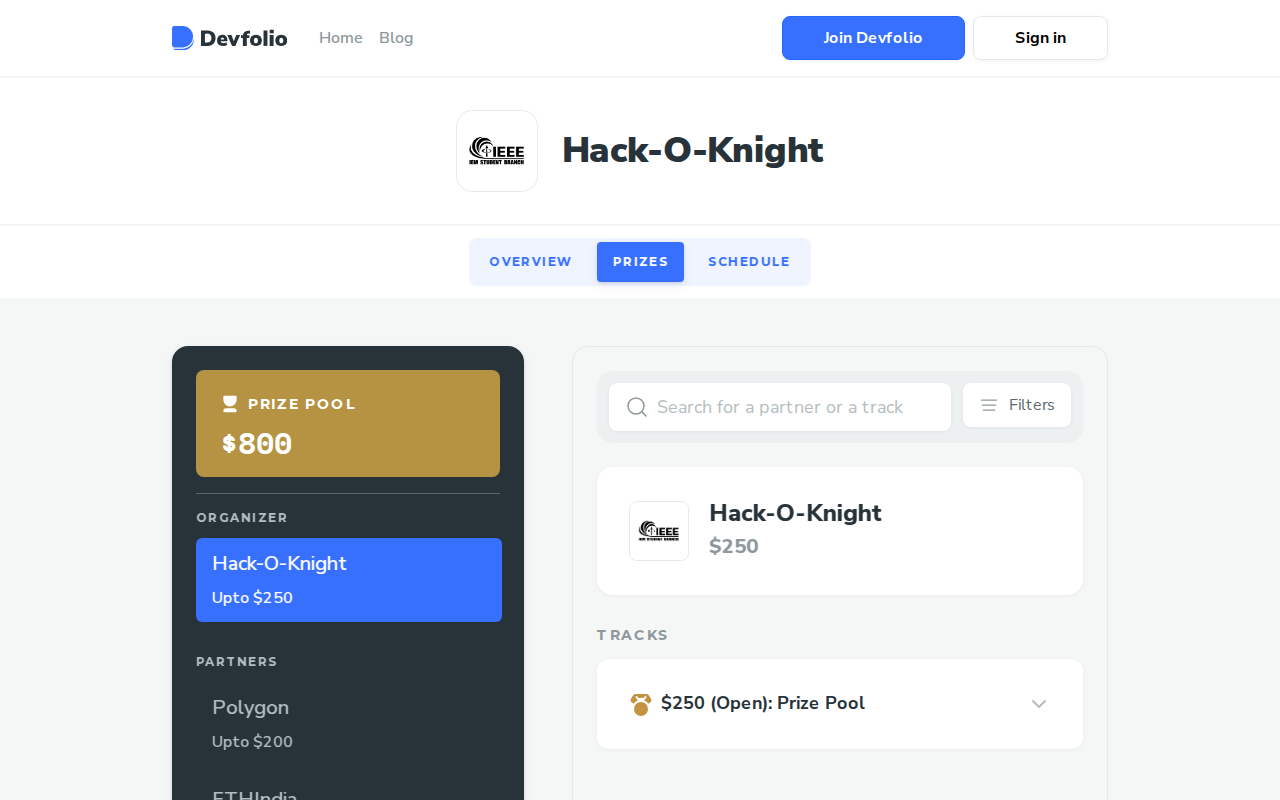 Devfolio
Home
Blog
Join Devfolio
Sign in
IEEE
IEM STUDENT BRANCH
Hack-O-Knight
OVERVIEW
PRIZES
SCHEDULE
PRIZE POOL
$800
ORGANIZER
Hack-O-Knight
Upto $250
PARTNERS
Polygon
Upto $200
ETHIndia
Search for a partner or a track
Filters
IEEE
IEM STUDENT BRANCH
Hack-O-Knight
$250
TRACKS
$250 (Open): Prize Pool